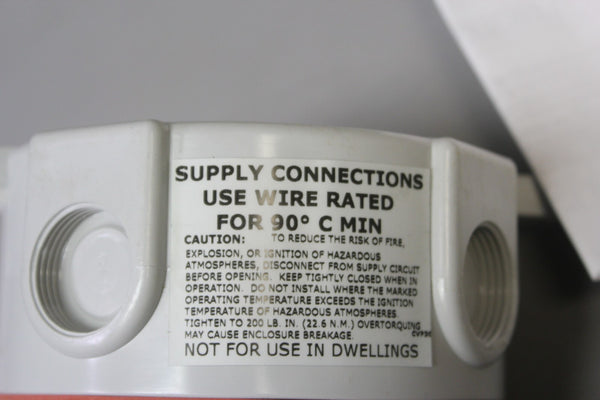 SUPPLY CONNECTIONS
USE WIRE RATED
FOR 90° C MIN
CAUTION: TO REDUCE THE RISK OF FIRE,
EXPLOSION, OR IGNITION OF HAZARDOUS
ATMOSPHERES, DISCONNECT FROM SUPPLY CIRCUIT
BEFORE OPENING. KEEP TIGHTLY CLOSED WHEN IN
OPERATION. DO NOT INSTALL WHERE THE MARKED
OPERATING TEMPERATURE EXCEEDS THE IGNITION
TEMPERATURE OF HAZARDOUS ATMOSPHERES.
TIGHTEN TO 200 LB. IN. (22.6 N.M.) OVERTORQUING
MAY CAUSE ENCLOSURE BREAKAGE.
NOT FOR USE IN DWELLINGS